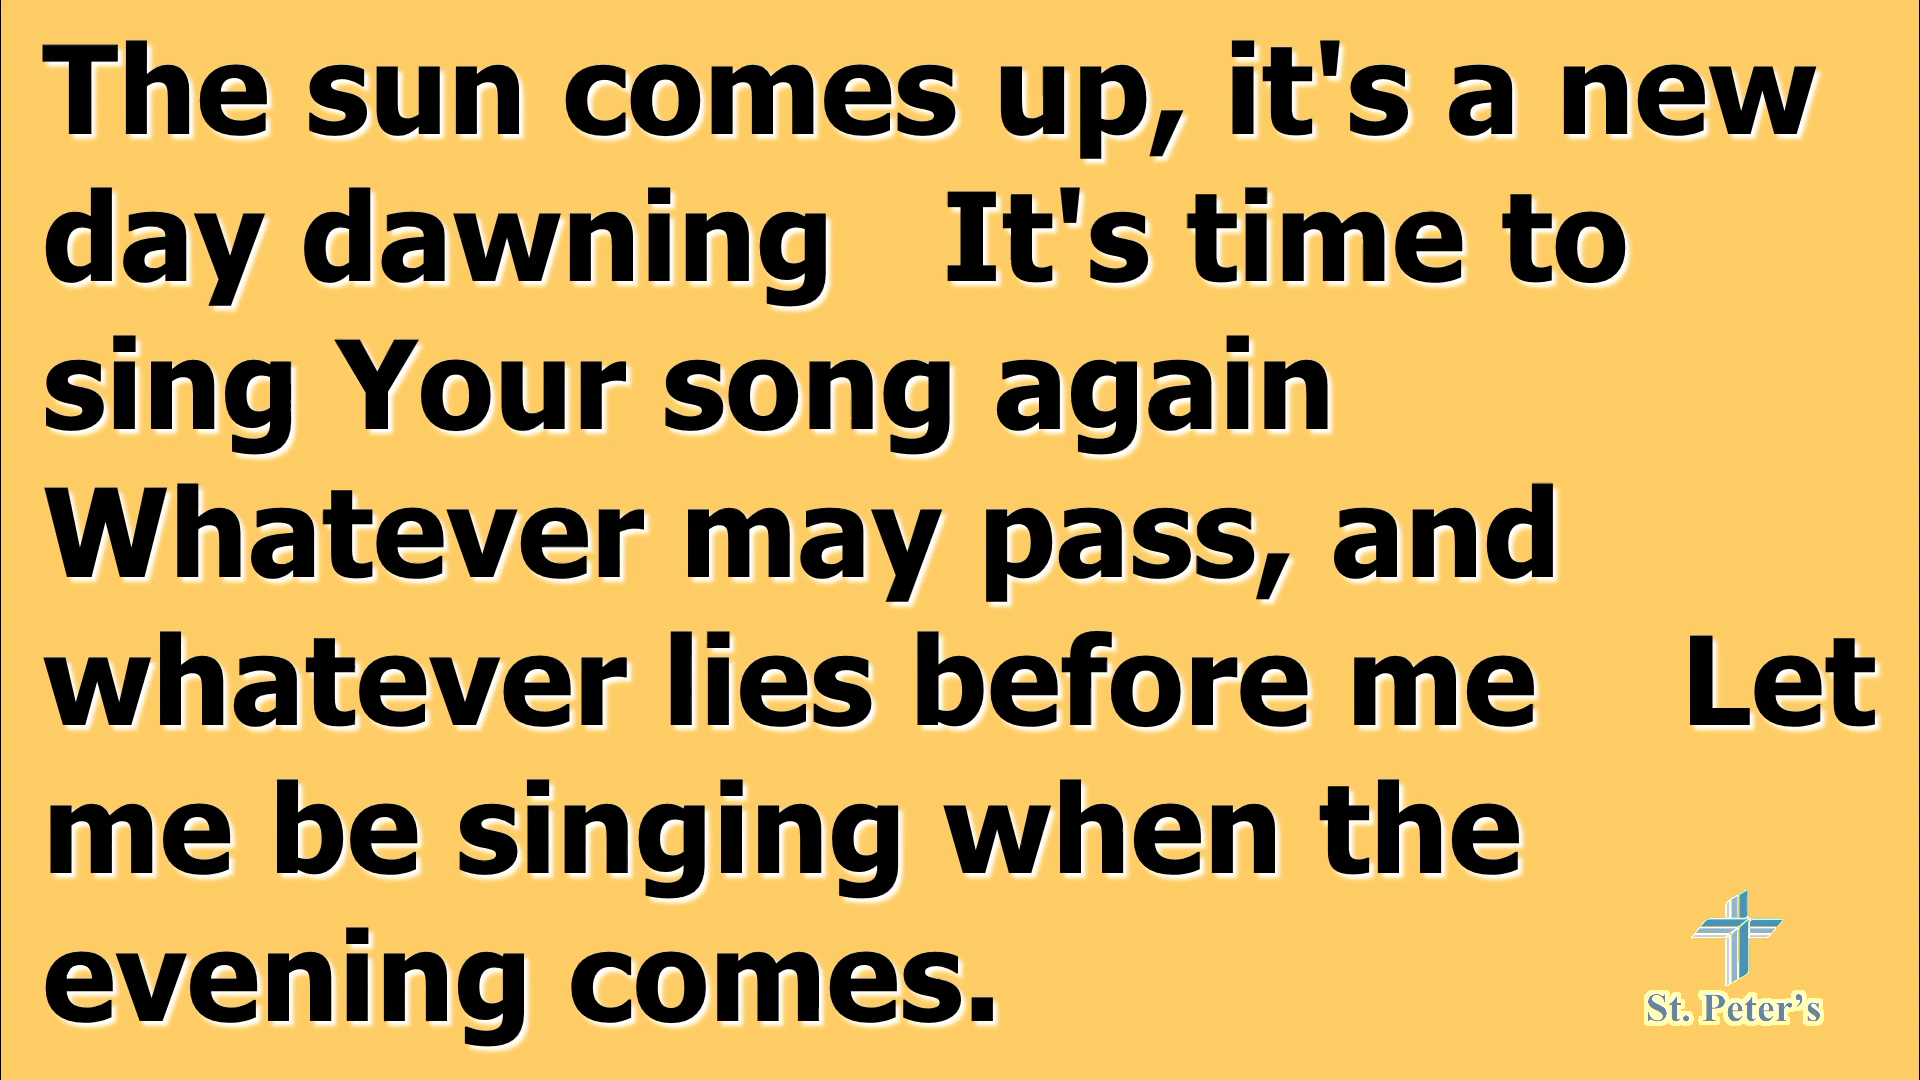 The sun comes up, it's a new
day dawning   It's time to
sing Your song again
Whatever may pass, and
whatever lies before me    Let
me be singing when the
evening comes.
St. Peter's